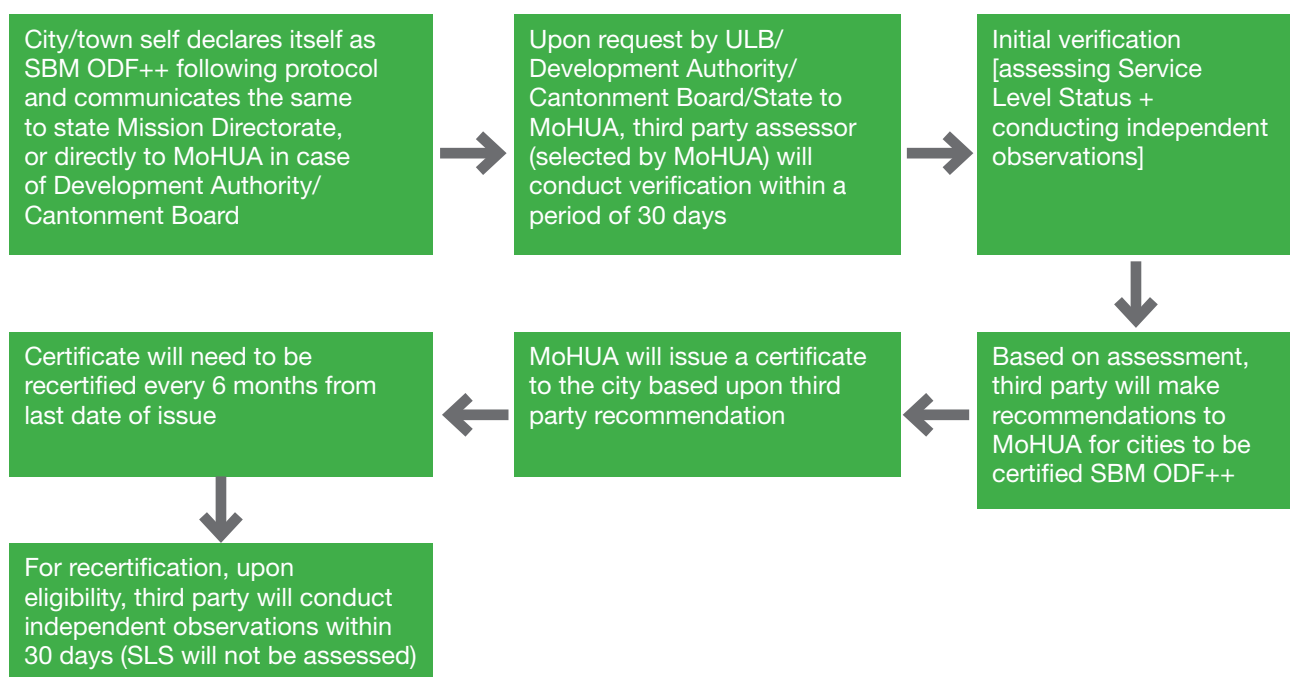 City/town self declares itself as
SBM ODF++ following protocol
and communicates the same
to state Mission Directorate,
or directly to MoHUA in case
of Development Authority/
Cantonment Board
Upon request by ULB/
Development Authority/
Cantonment Board/State to
MoHUA, third party assessor
(selected by MoHUA) will
conduct verification within a
period of 30 days
Initial verification
[assessing Service
Level Status +
conducting independent
observations]
Based on assessment,
third party will make
recommendations to
MoHUA for cities to be
certified SBM ODF++
MoHUA will issue a certificate
to the city based upon third
party recommendation
Certificate will need to be
recertified every 6 months from
last date of issue
For recertification, upon
eligibility, third party will conduct
independent observations within
30 days (SLS will not be assessed)